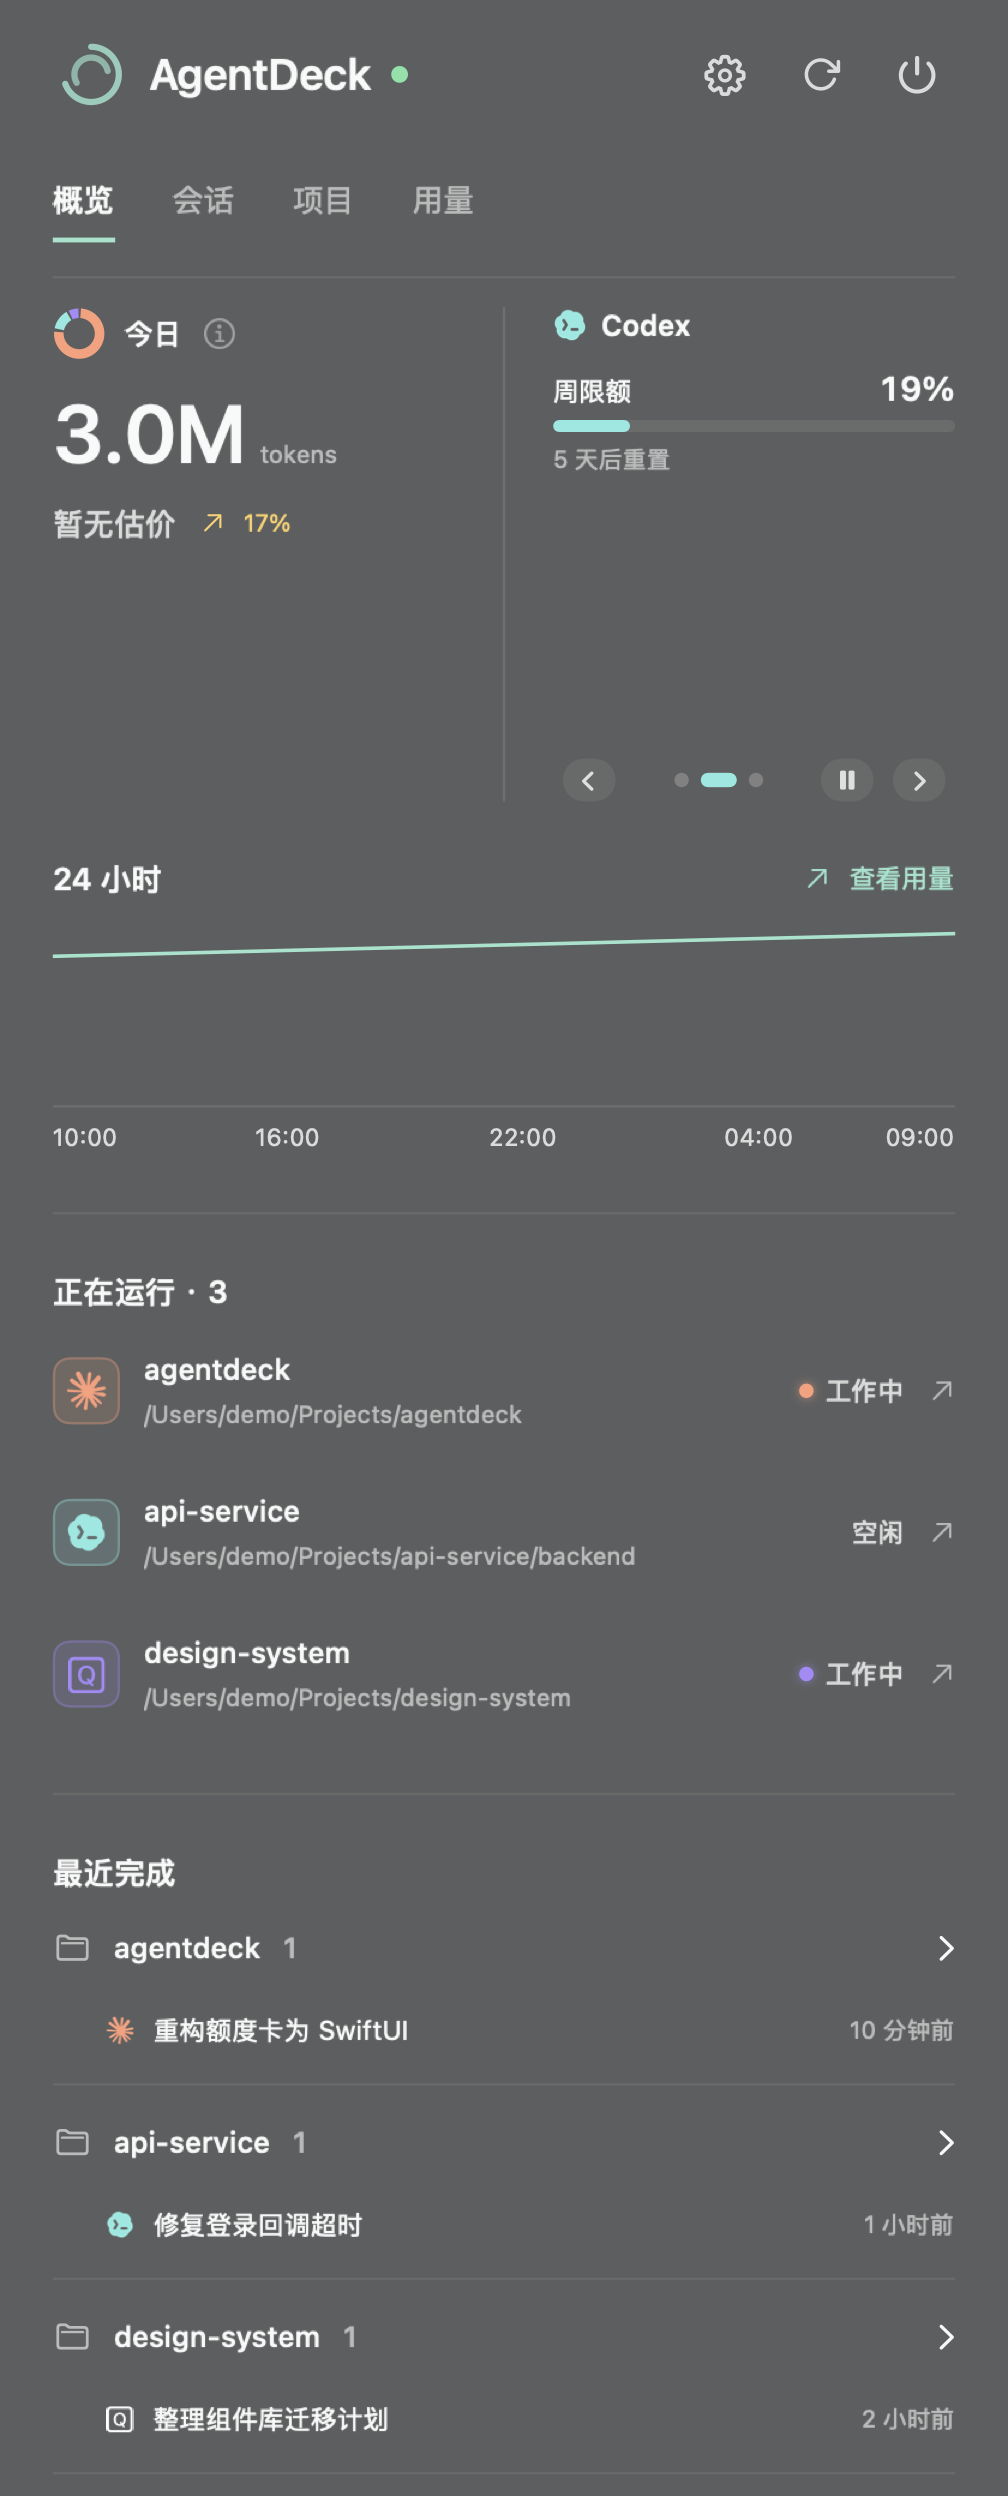 AgentDeck
概览 会话 项目 用量
今日
3.0M tokens
暂无估价 17%
Codex
周限额 19%
5 天后重置
24 小时 查看用量
10:00 16:00 22:00 04:00 09:00
正在运行 · 3
agentdeck
/Users/demo/Projects/agentdeck
工作中
api-service
/Users/demo/Projects/api-service/backend
空闲
design-system
/Users/demo/Projects/design-system
工作中
最近完成
agentdeck 1
重构额度卡为 SwiftUI 10 分钟前
api-service 1
修复登录回调超时 1 小时前
design-system 1
整理组件库迁移计划 2 小时前